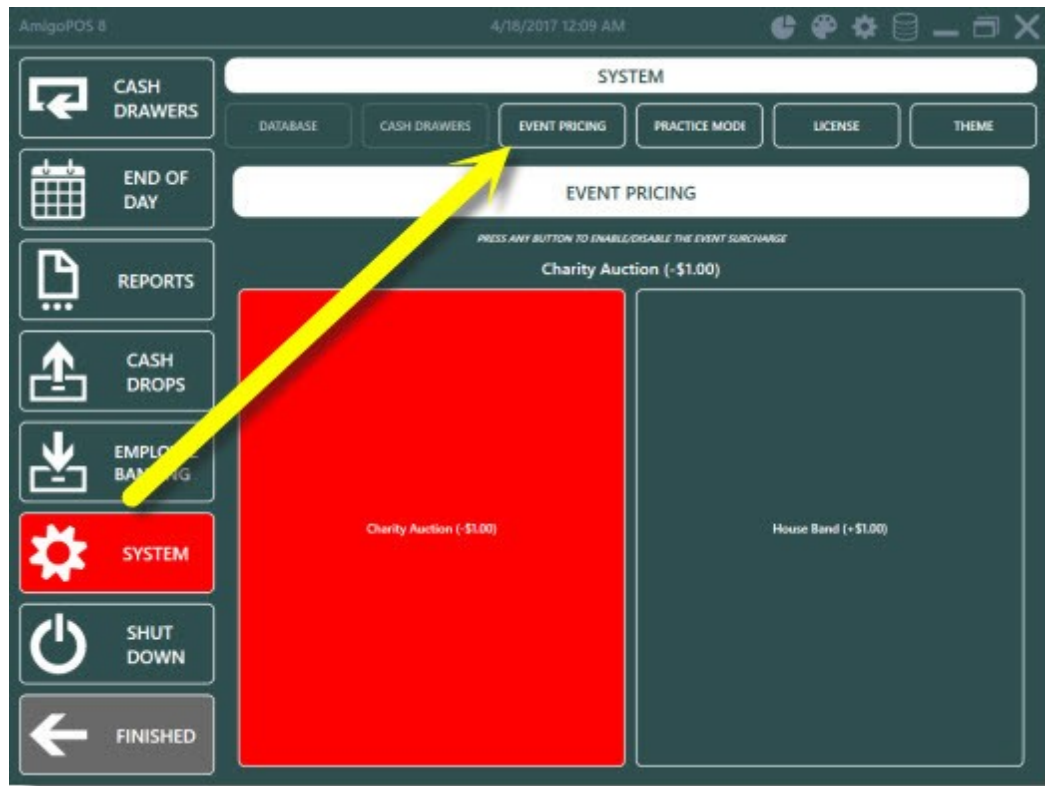 AmigoPOS 8
4/18/2017 12:09 AM
CASH
DRAWERS
END OF
DAY
REPORTS
CASH
DROPS
BANKING
SYSTEM
SHUT
DOWN
FINISHED
SYSTEM
DATABASE
CASH DRAWERS
EVENT PRICING
PRACTICE MODE
LICENSE
THEME
EVENT PRICING
PRESS ANY BUTTON TO ENABLE/DISABLE THE EVENT SURCHARGE
Charity Auction (-$1.00)
Charity Auction (-$1.00)
House Band (+$1.00)